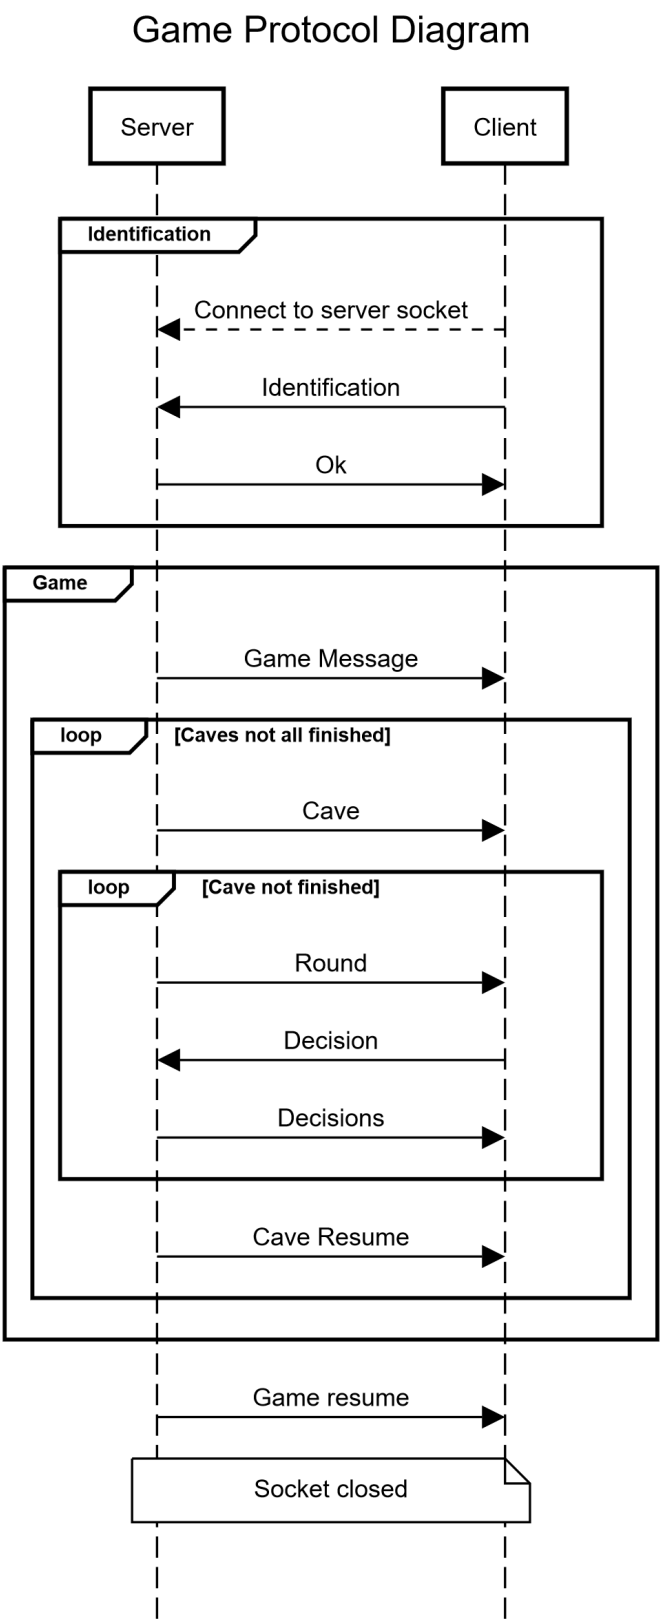 Game Protocol Diagram
Server
Client
Identification
Connect to server socket
Identification
Ok
Game
Game Message
loop
[Caves not all finished]
Cave
loop
[Cave not finished]
Round
Decision
Decisions
Cave Resume
Game resume
Socket closed